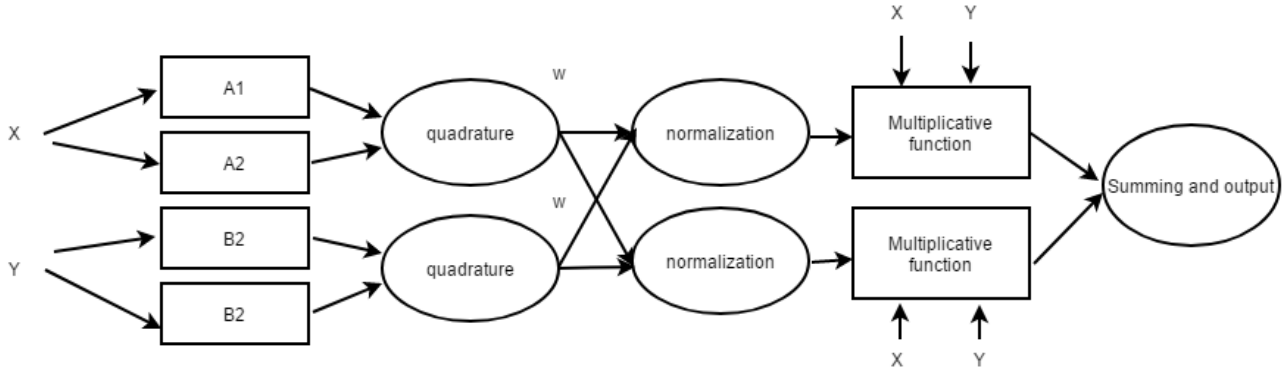 X
Y
A1
A2
B2
B2
quadrature
quadrature
w
w
normalization
normalization
X
Y
Multiplicative
function
Multiplicative
function
X
Y
Summing and output